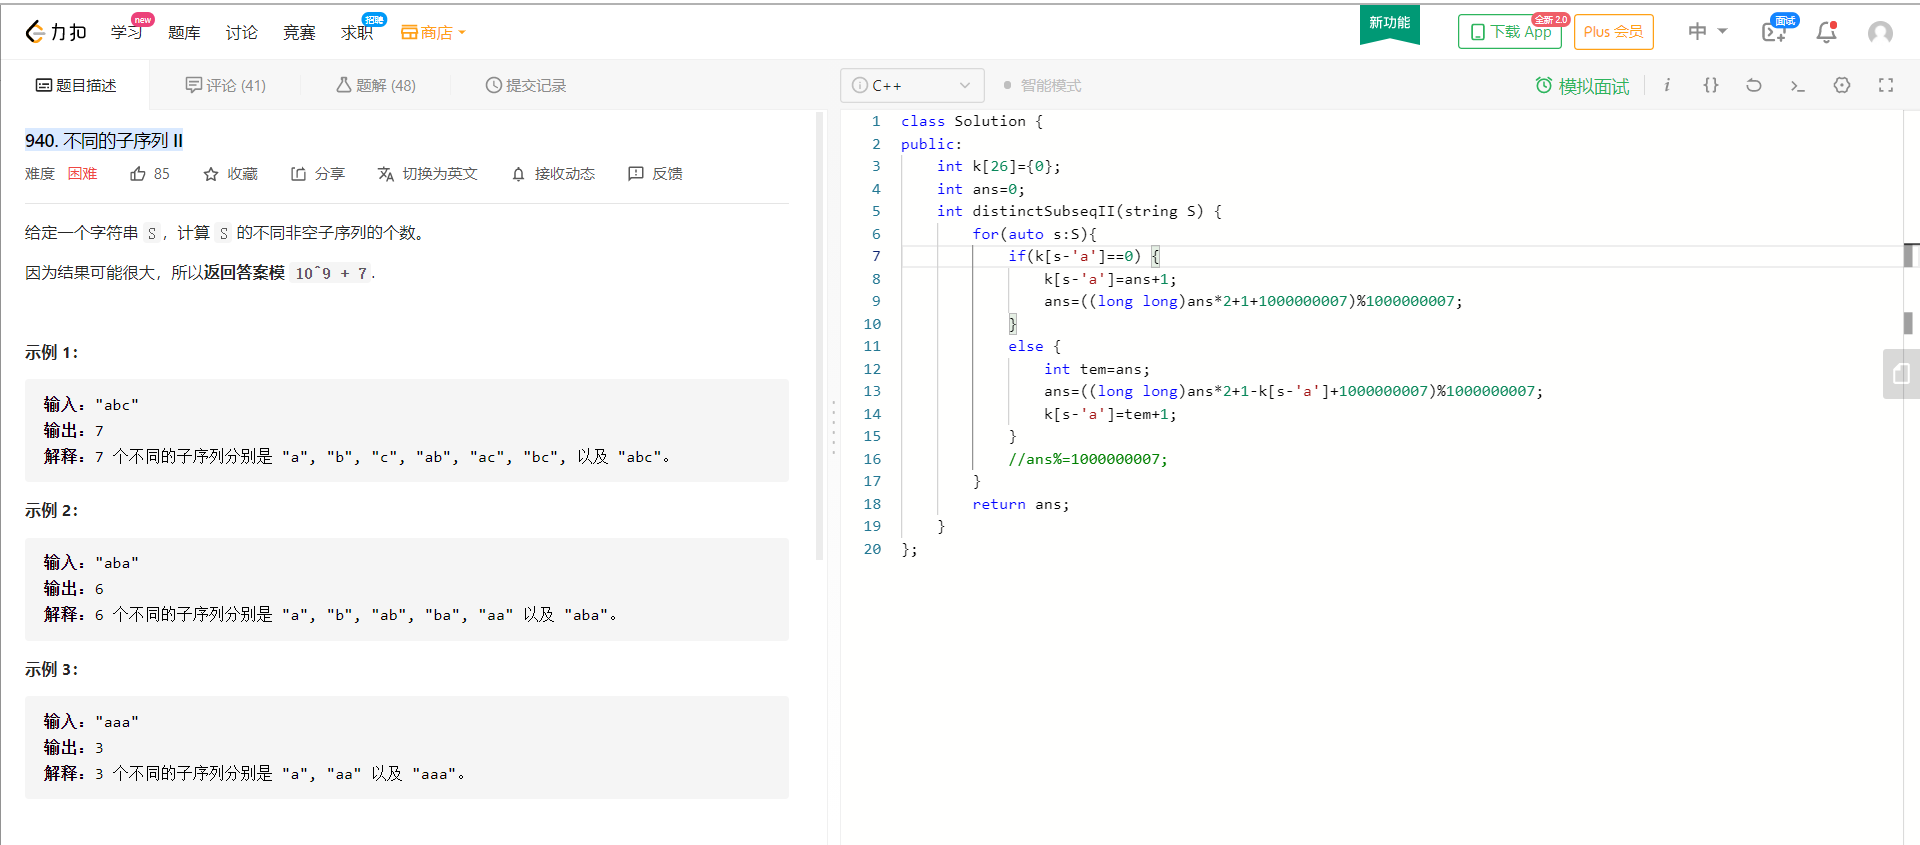 力扣 学习 new 题库 讨论 竞赛 求职 招聘 商店 新功能 下载 App 全新 2.0 Plus 会员 中 面试
题目描述 评论 (41) 题解 (48) 提交记录 C++ 智能模式 模拟面试 i {}
940. 不同的子序列 II
难度 困难 85 收藏 分享 切换为英文 接收动态 反馈
给定一个字符串 S，计算 S 的不同非空子序列的个数。
因为结果可能很大，所以返回答案模 10^9 + 7.
示例 1：
输入："abc"
输出：7
解释：7 个不同的子序列分别是 "a", "b", "c", "ab", "ac", "bc", 以及 "abc"。
示例 2：
输入："aba"
输出：6
解释：6 个不同的子序列分别是 "a", "b", "ab", "ba", "aa" 以及 "aba"。
示例 3：
输入："aaa"
输出：3
解释：3 个不同的子序列分别是 "a", "aa" 以及 "aaa"。
1 class Solution {
2 public:
3 int k[26]={0};
4 int ans=0;
5 int distinctSubseqII(string S) {
6 for(auto s:S){
7 if(k[s-'a']==0) {
8 k[s-'a']=ans+1;
9 ans=((long long)ans*2+1+1000000007)%1000000007;
10 }
11 else {
12 int tem=ans;
13 ans=((long long)ans*2+1-k[s-'a']+1000000007)%1000000007;
14 k[s-'a']=tem+1;
15 }
16 //ans%=1000000007;
17 }
18 return ans;
19 }
20 };